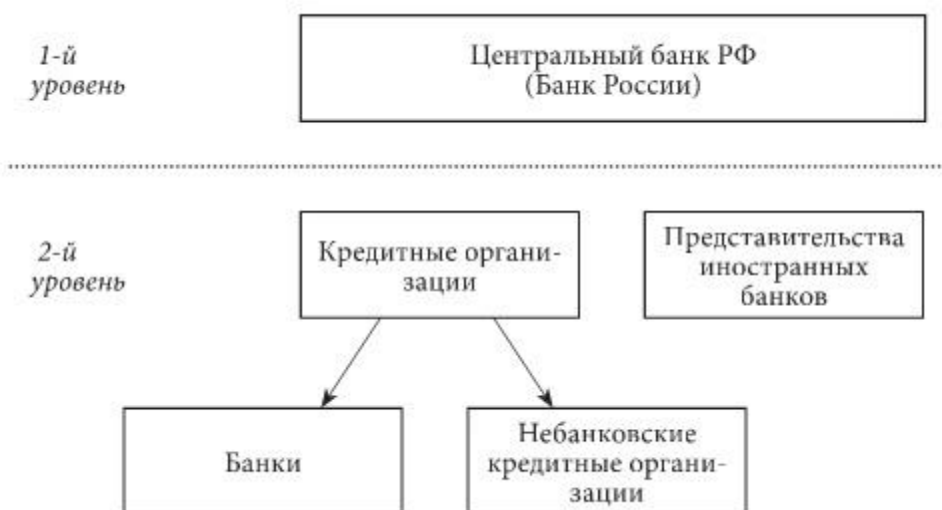 1-й
уровень
Центральный банк РФ
(Банк России)
2-й
уровень
Кредитные органи-
зации
Представительства
иностранных
банков
Банки
Небанковские
кредитные органи-
зации